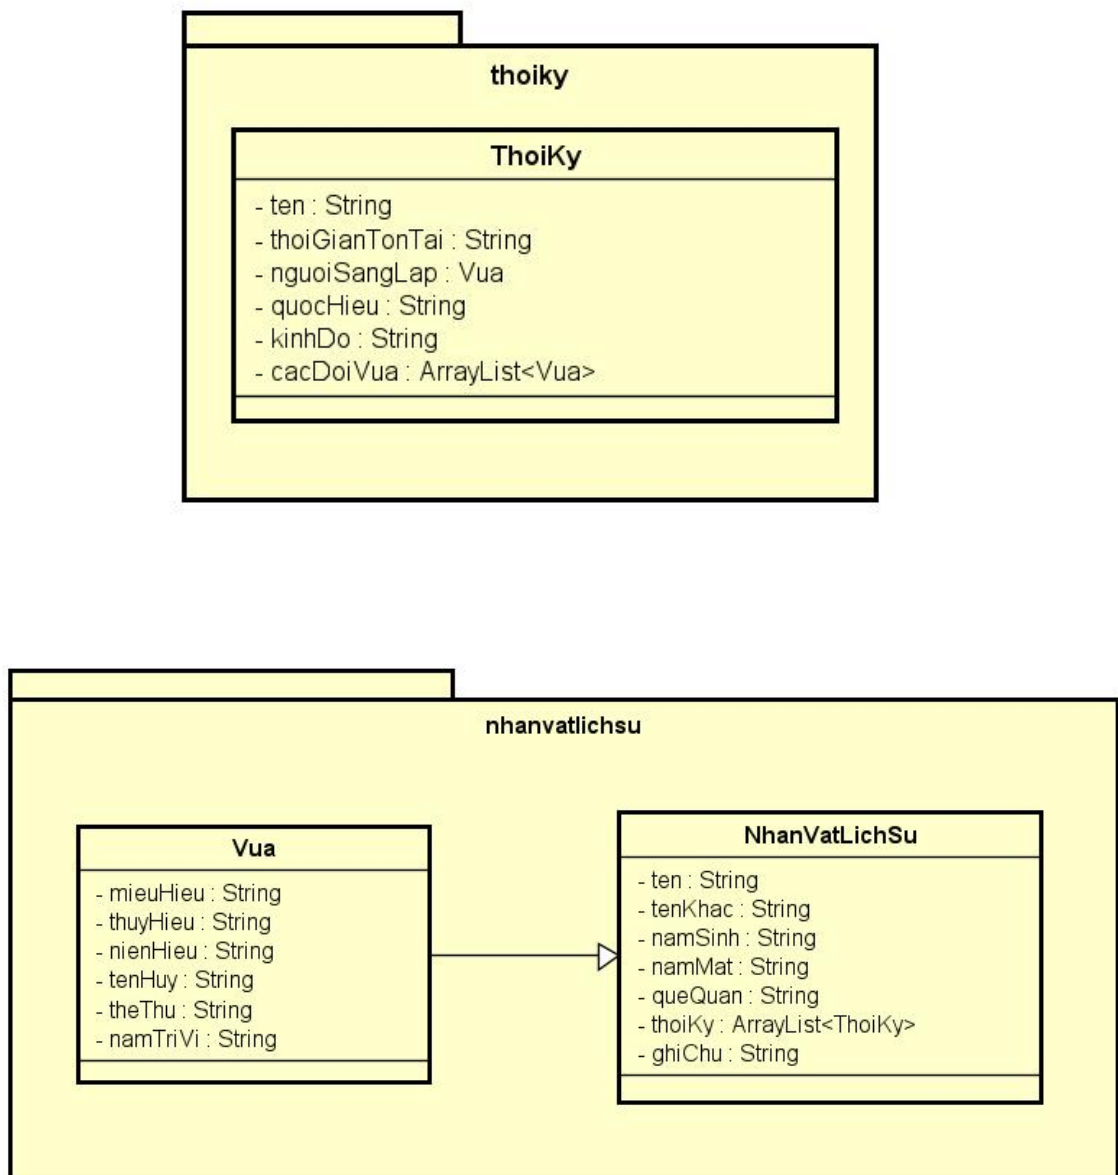 thoiky
ThoiKy
- ten : String
- thoiGianTonTai : String
- nguoiSangLap : Vua
- quocHieu : String
- kinhDo : String
- cacDoiVua : ArrayList<Vua>
nhanvatlichsu
Vua
- mieuHieu : String
- thuyHieu : String
- nienHieu : String
- tenHuy : String
- theThu : String
- namTriVi : String
NhanVatLichSu
- ten : String
- tenKhac : String
- namSinh : String
- namMat : String
- queQuan : String
- thoiKy : ArrayList<ThoiKy>
- ghiChu : String